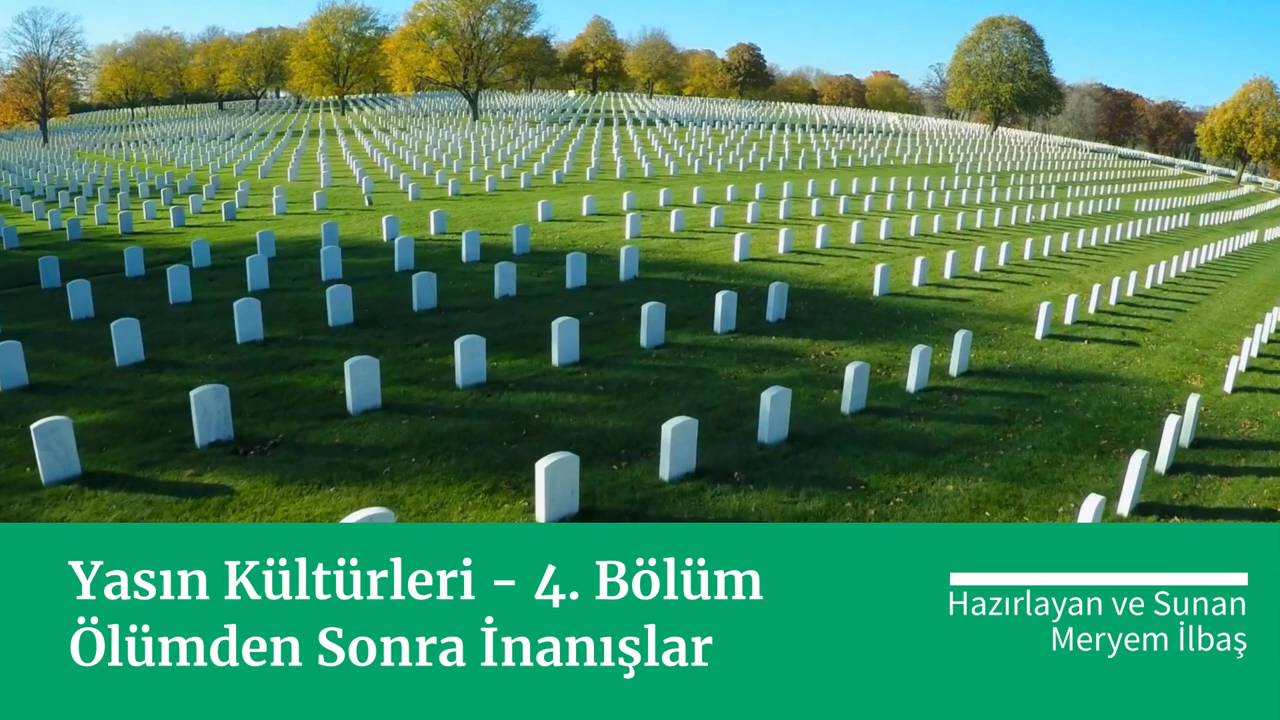 Yasın Kültürleri - 4. Bölüm
Ölümden Sonra İnanışlar
Hazırlayan ve Sunan
Meryem İlbaş